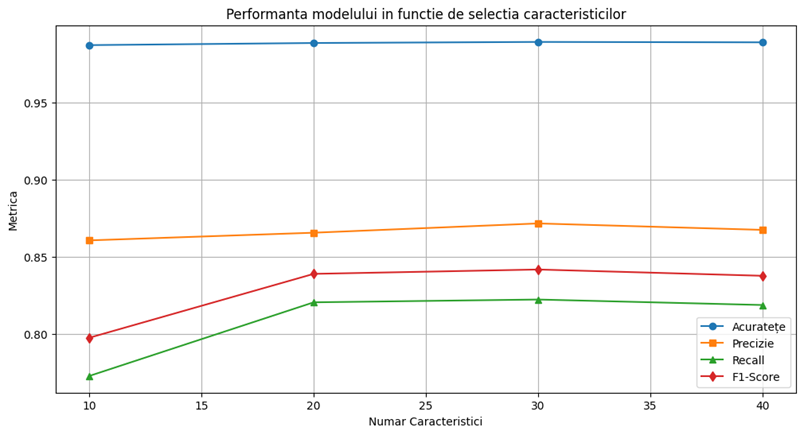 Performanta modelului in functie de selectia caracteristicilor
Metrica
0.95
0.90
0.85
0.80
10 15 20 25 30 35 40
Numar Caracteristici
Acuratețe
Precizie
Recall
F1-Score